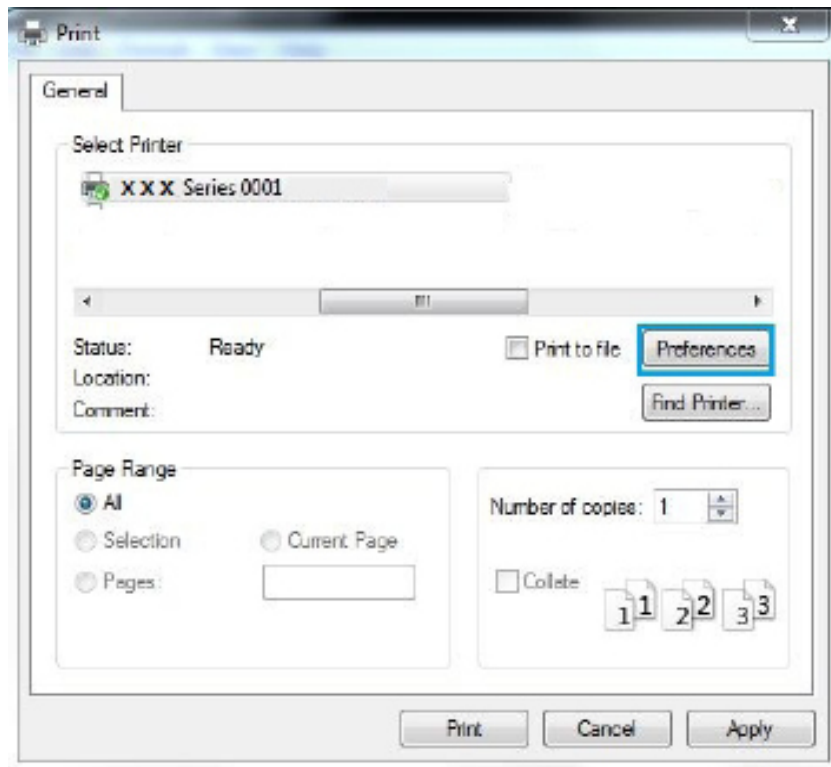 Print
General
Select Printer
X X X Series 0001
Status: Ready
Print to file
Preferences
Location:
Comment:
Find Printer...
Page Range
All
Selection
Current Page
Pages:
Number of copies: 1
Collate
1 1 2 2 3 3
Print Cancel Apply